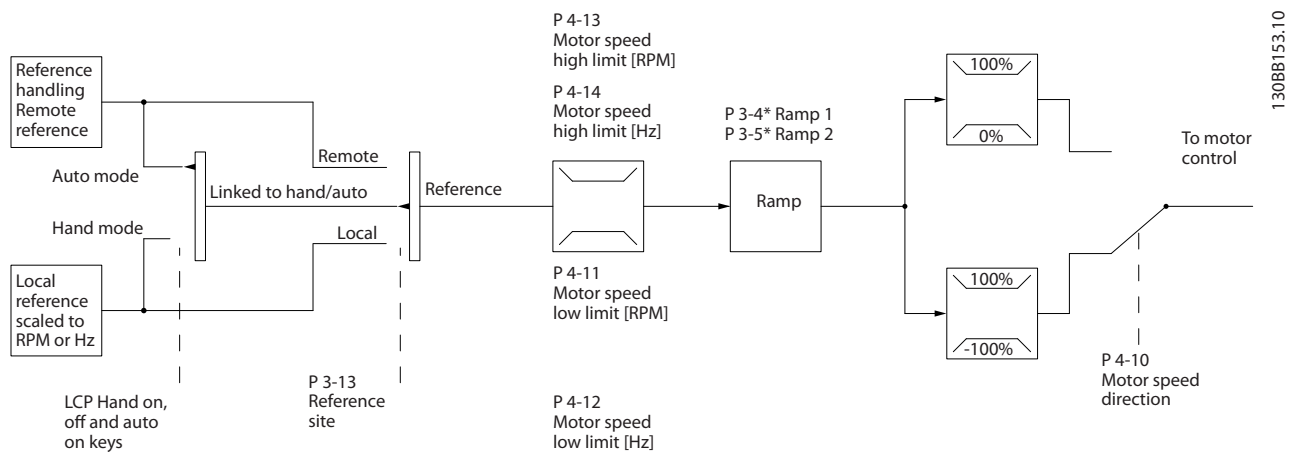 Reference
handling
Remote
reference
Auto mode
Hand mode
Local
reference
scaled to
RPM or Hz
LCP Hand on,
off and auto
on keys
Linked to hand/auto
Remote
Local
P 3-13
Reference
site
Reference
P 4-13
Motor speed
high limit [RPM]
P 4-14
Motor speed
high limit [Hz]
P 4-11
Motor speed
low limit [RPM]
P 4-12
Motor speed
low limit [Hz]
P 3-4* Ramp 1
P 3-5* Ramp 2
Ramp
100%
0%
100%
-100%
To motor
control
P 4-10
Motor speed
direction
130BB153.10